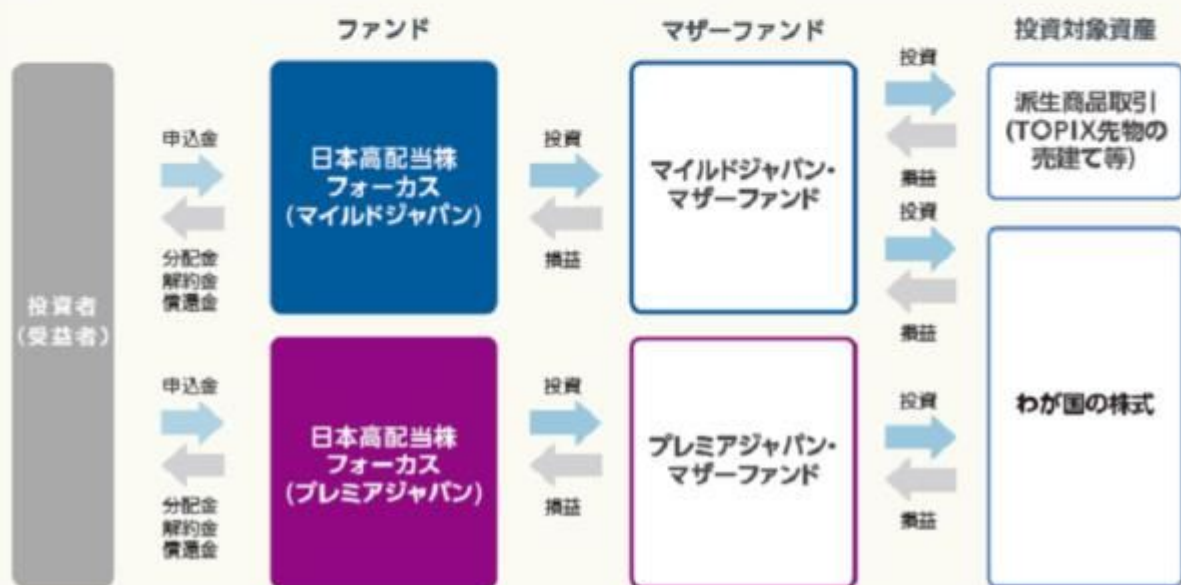 ファンド
マザーファンド
投資対象資産
投資者
(受益者)
申込金
分配金
解約金
償還金
日本高配当株
フォーカス
(マイルドジャパン)
投資
損益
マイルドジャパン・
マザーファンド
投資
損益
派生商品取引
(TOPIX先物の
売建て等)
投資
損益
申込金
分配金
解約金
償還金
日本高配当株
フォーカス
(プレミアジャパン)
投資
損益
プレミアジャパン・
マザーファンド
投資
損益
わが国の株式